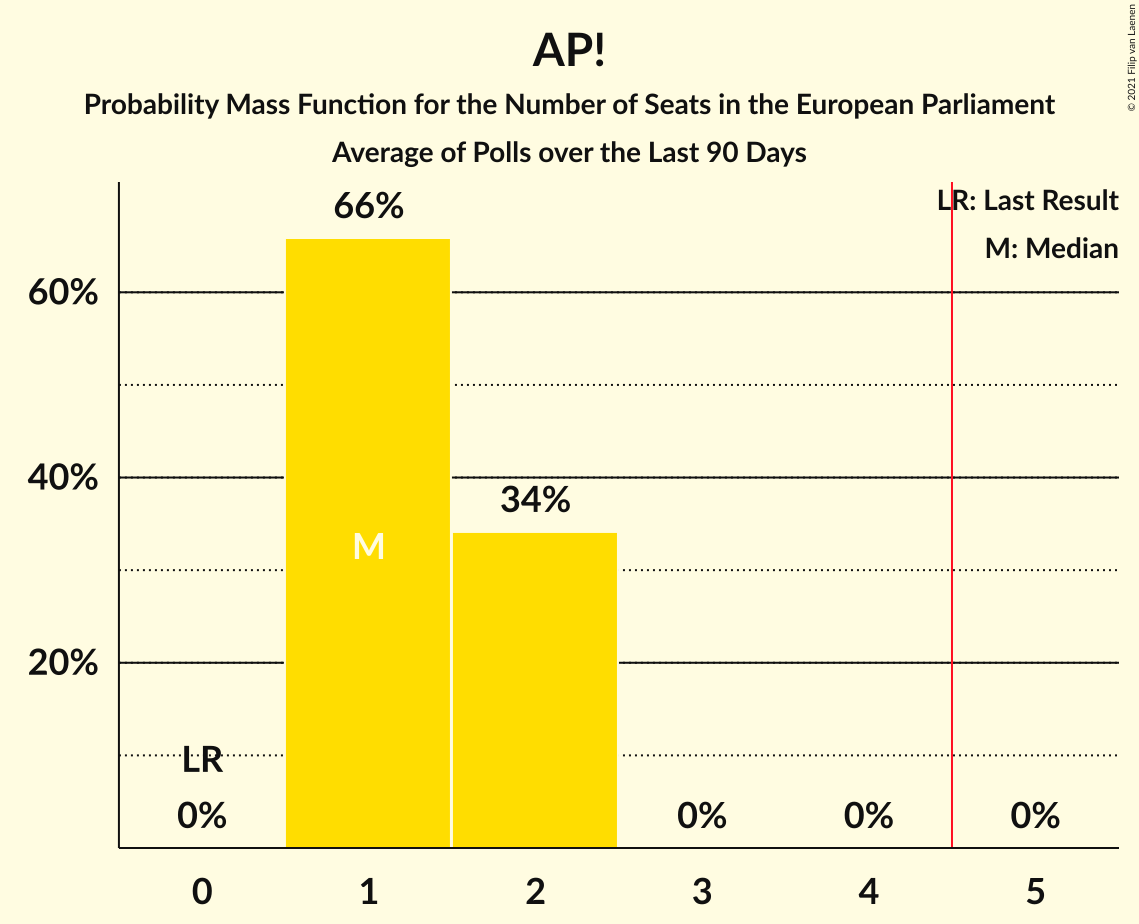 AP!
Probability Mass Function for the Number of Seats in the European Parliament
Average of Polls over the Last 90 Days
© 2021 Filip van Laenen
LR: Last Result
M: Median
66%
60%
40%
34%
M
20%
LR
0%
0%
0%
0%
0 1 2 3 4 5